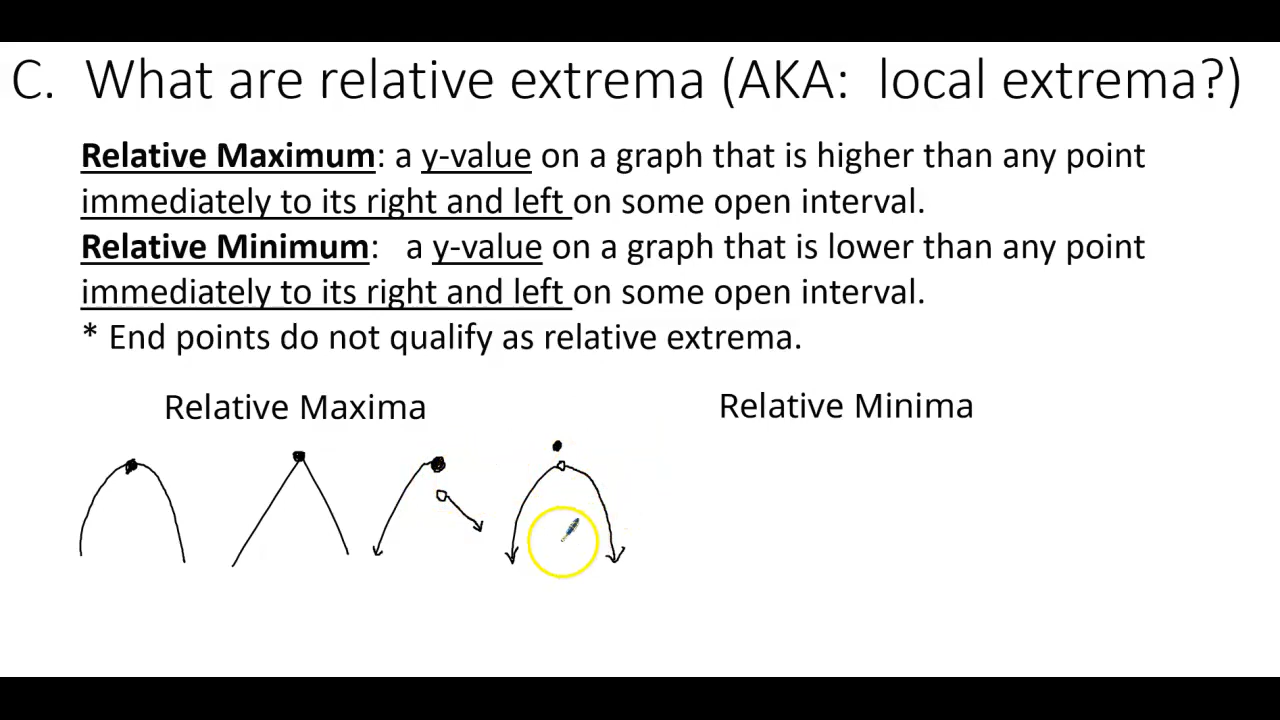 C. What are relative extrema (AKA: local extrema?)
Relative Maximum: a y-value on a graph that is higher than any point
immediately to its right and left on some open interval.
Relative Minimum: a y-value on a graph that is lower than any point
immediately to its right and left on some open interval.
* End points do not qualify as relative extrema.
Relative Maxima
Relative Minima